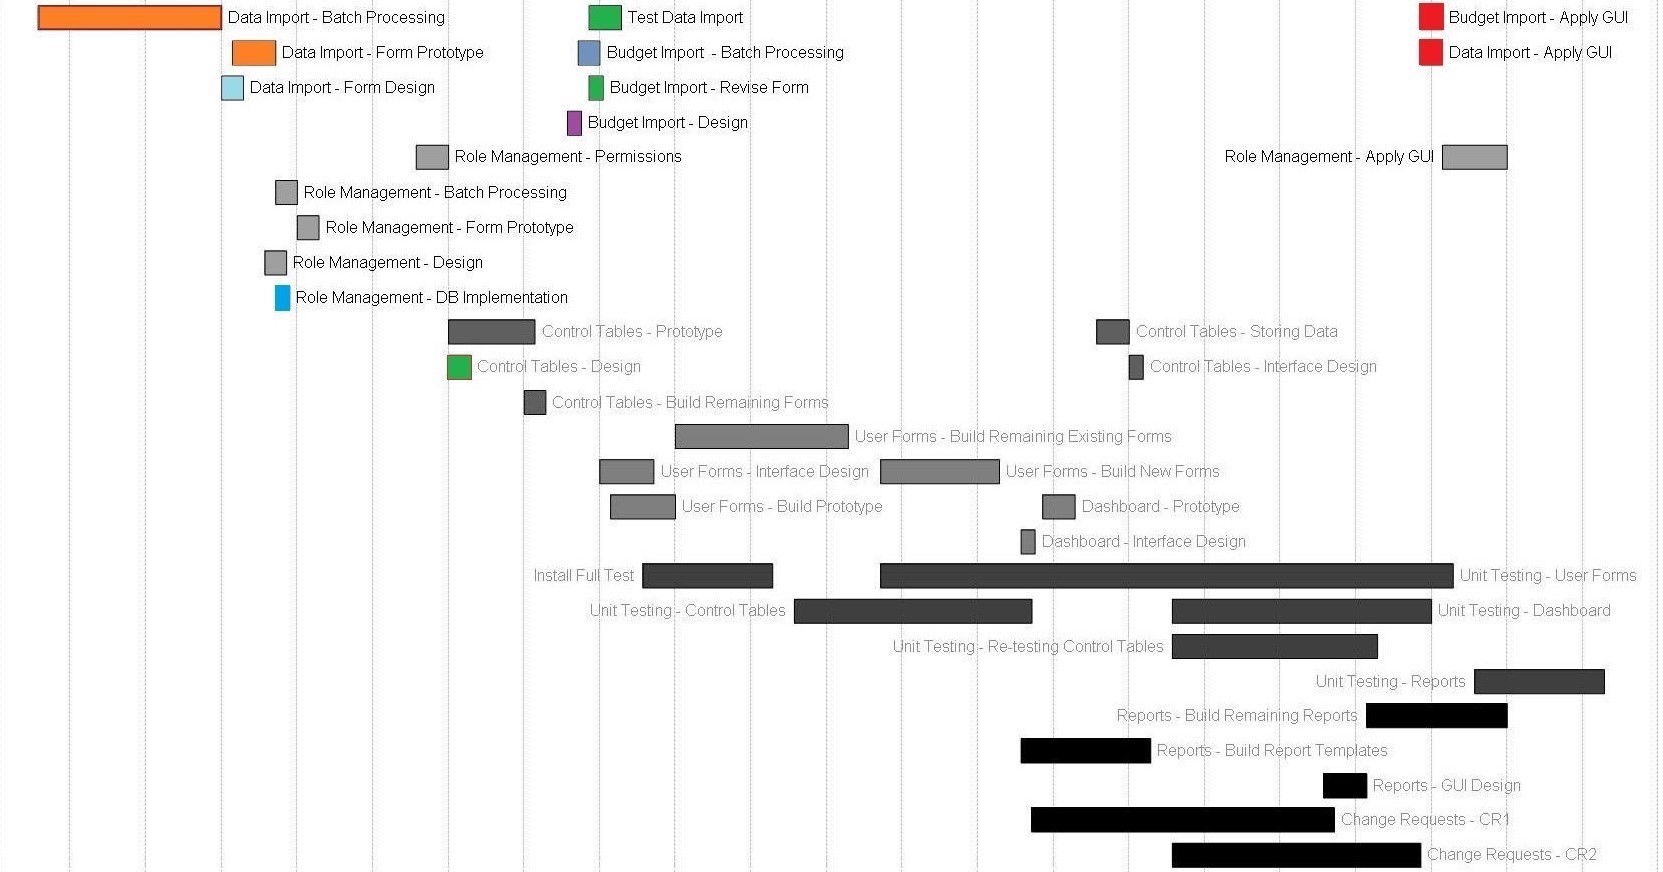 Data Import - Batch Processing
Test Data Import
Budget Import - Apply GUI
Data Import - Form Prototype
Budget Import  - Batch Processing
Data Import - Apply GUI
Data Import - Form Design
Budget Import - Revise Form
Budget Import - Design
Role Management - Permissions
Role Management - Apply GUI
Role Management - Batch Processing
Role Management - Form Prototype
Role Management - Design
Role Management - DB Implementation
Control Tables - Prototype
Control Tables - Storing Data
Control Tables - Design
Control Tables - Interface Design
Control Tables - Build Remaining Forms
User Forms - Build Remaining Existing Forms
User Forms - Interface Design
User Forms - Build New Forms
User Forms - Build Prototype
Dashboard - Prototype
Dashboard - Interface Design
Install Full Test
Unit Testing - User Forms
Unit Testing - Control Tables
Unit Testing - Dashboard
Unit Testing - Re-testing Control Tables
Unit Testing - Reports
Reports - Build Remaining Reports
Reports - Build Report Templates
Reports - GUI Design
Change Requests - CR1
Change Requests - CR2